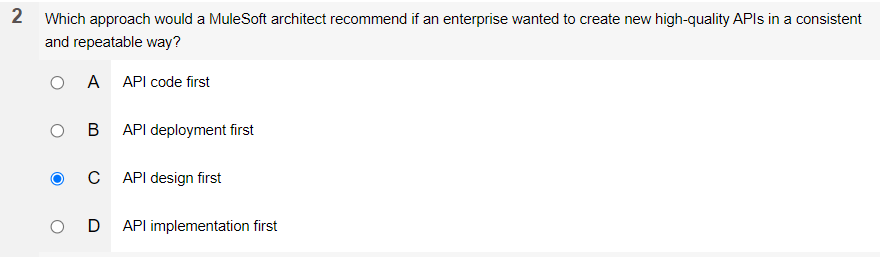 2 Which approach would a MuleSoft architect recommend if an enterprise wanted to create new high-quality APIs in a consistent
and repeatable way?
A API code first
B API deployment first
C API design first
D API implementation first